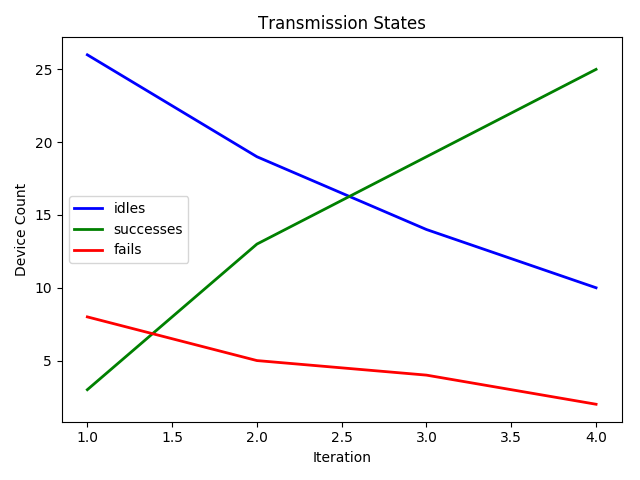 Transmission States
Device Count
25
20
15
10
5
idles
successes
fails
1.0 1.5 2.0 2.5 3.0 3.5 4.0
Iteration